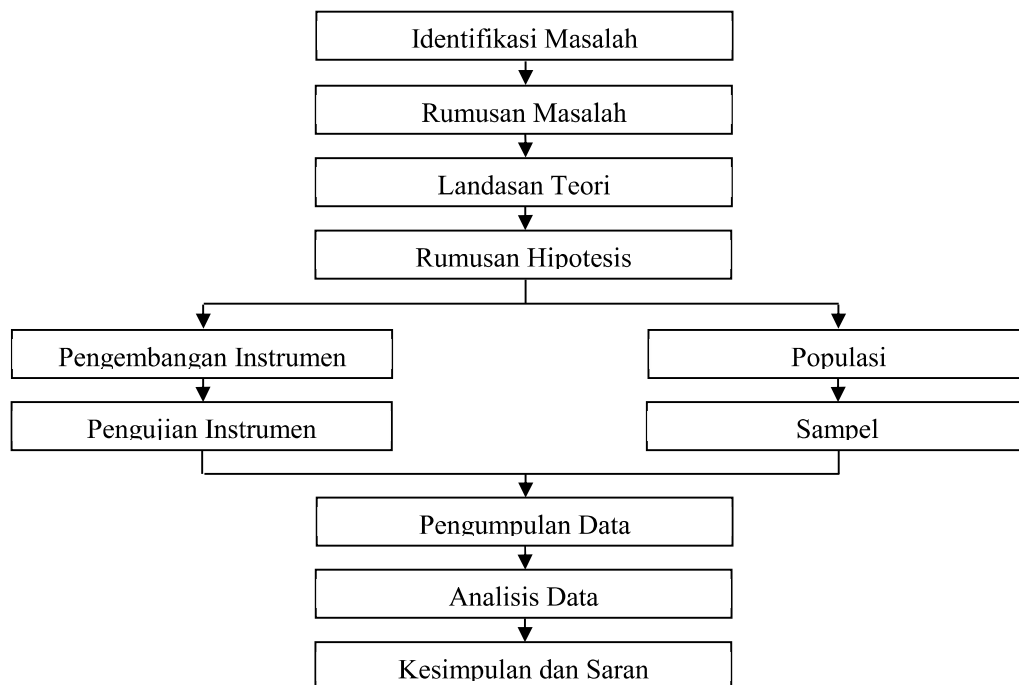 Identifikasi Masalah
Rumusan Masalah
Landasan Teori
Rumusan Hipotesis
Pengembangan Instrumen
Populasi
Pengujian Instrumen
Sampel
Pengumpulan Data
Analisis Data
Kesimpulan dan Saran